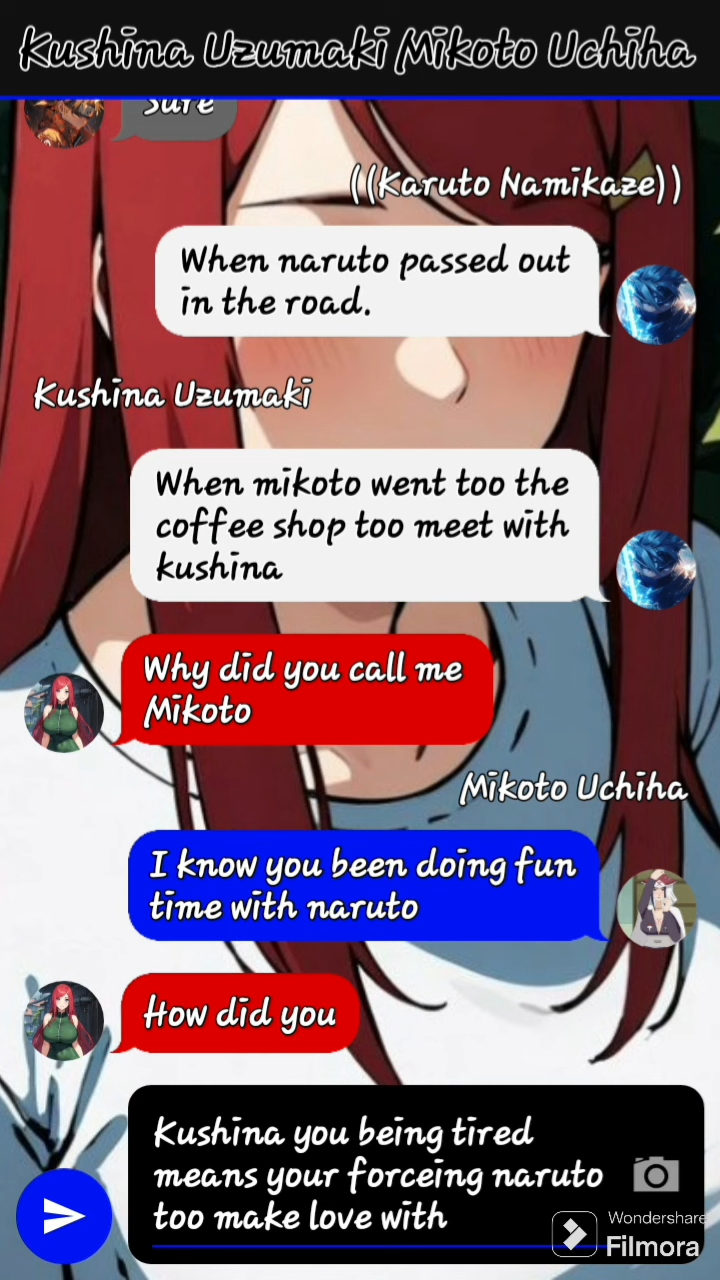 Kushina Uzumaki Mikoto Uchiha
Sure
((Karuto Namikaze))
When naruto passed out
in the road.
Kushina Uzumaki
When mikoto went too the
coffee shop too meet with
kushina
Why did you call me
Mikoto
Mikoto Uchiha
I know you been doing fun
time with naruto
How did you
Kushina you being tired
means your forceing naruto
too make love with
Wondershare
Filmora